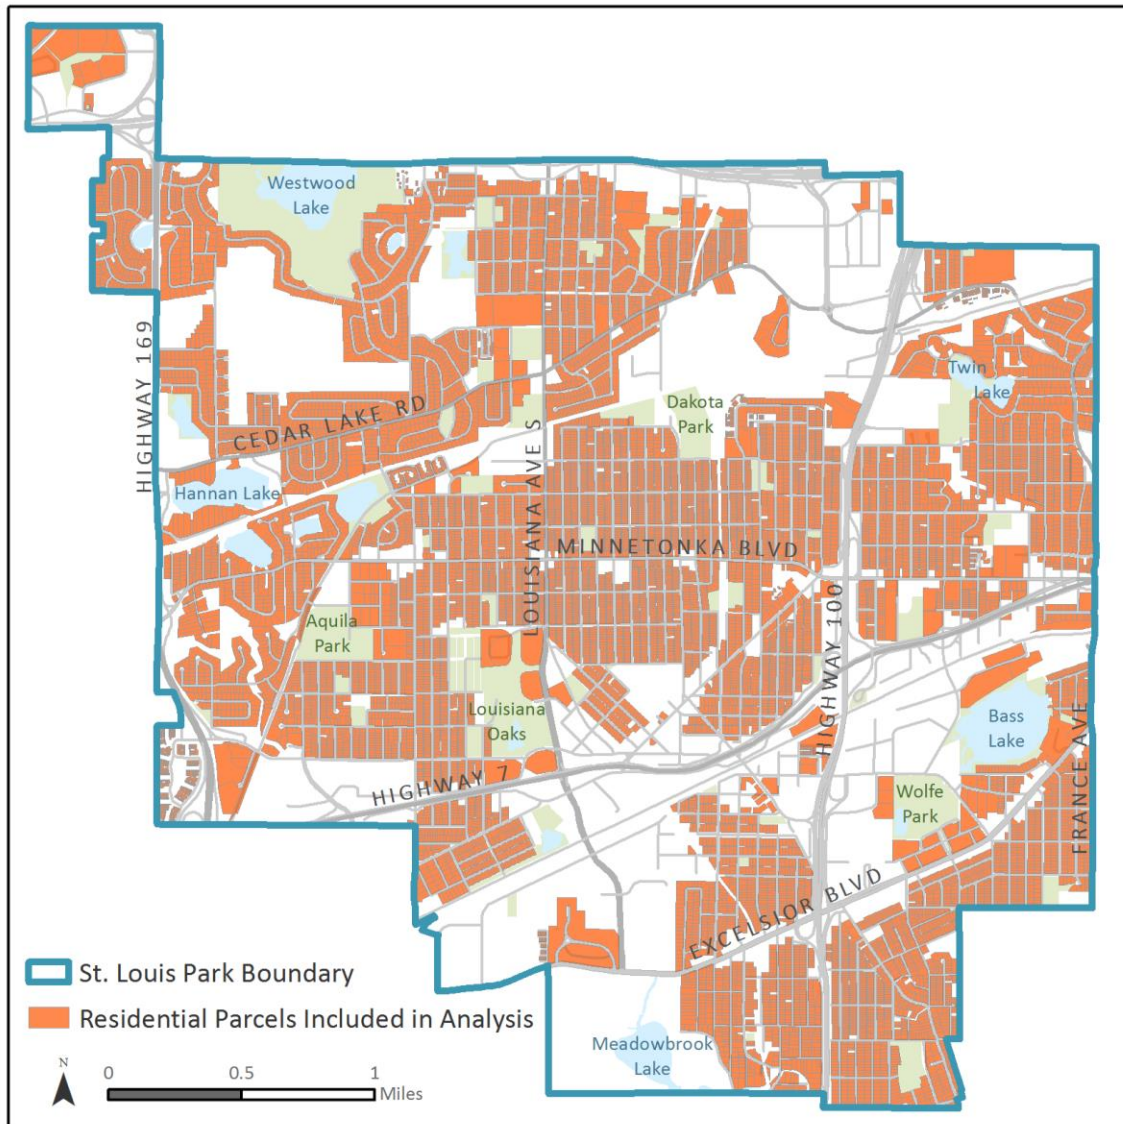 Westwood
Lake
HIGHWAY 169
CEDAR LAKE RD
Dakota
Park
Twin
Lake
Hannan Lake
LOUISIANA AVE S
MINNETONKA BLVD
Aquila
Park
HIGHWAY 100
Louisiana
Oaks
Bass
Lake
HIGHWAY 7
Wolfe
Park
FRANCE AVE
EXCELSIOR BLVD
St. Louis Park Boundary
Residential Parcels Included in Analysis
Meadowbrook
Lake
N
0 0.5 1
Miles